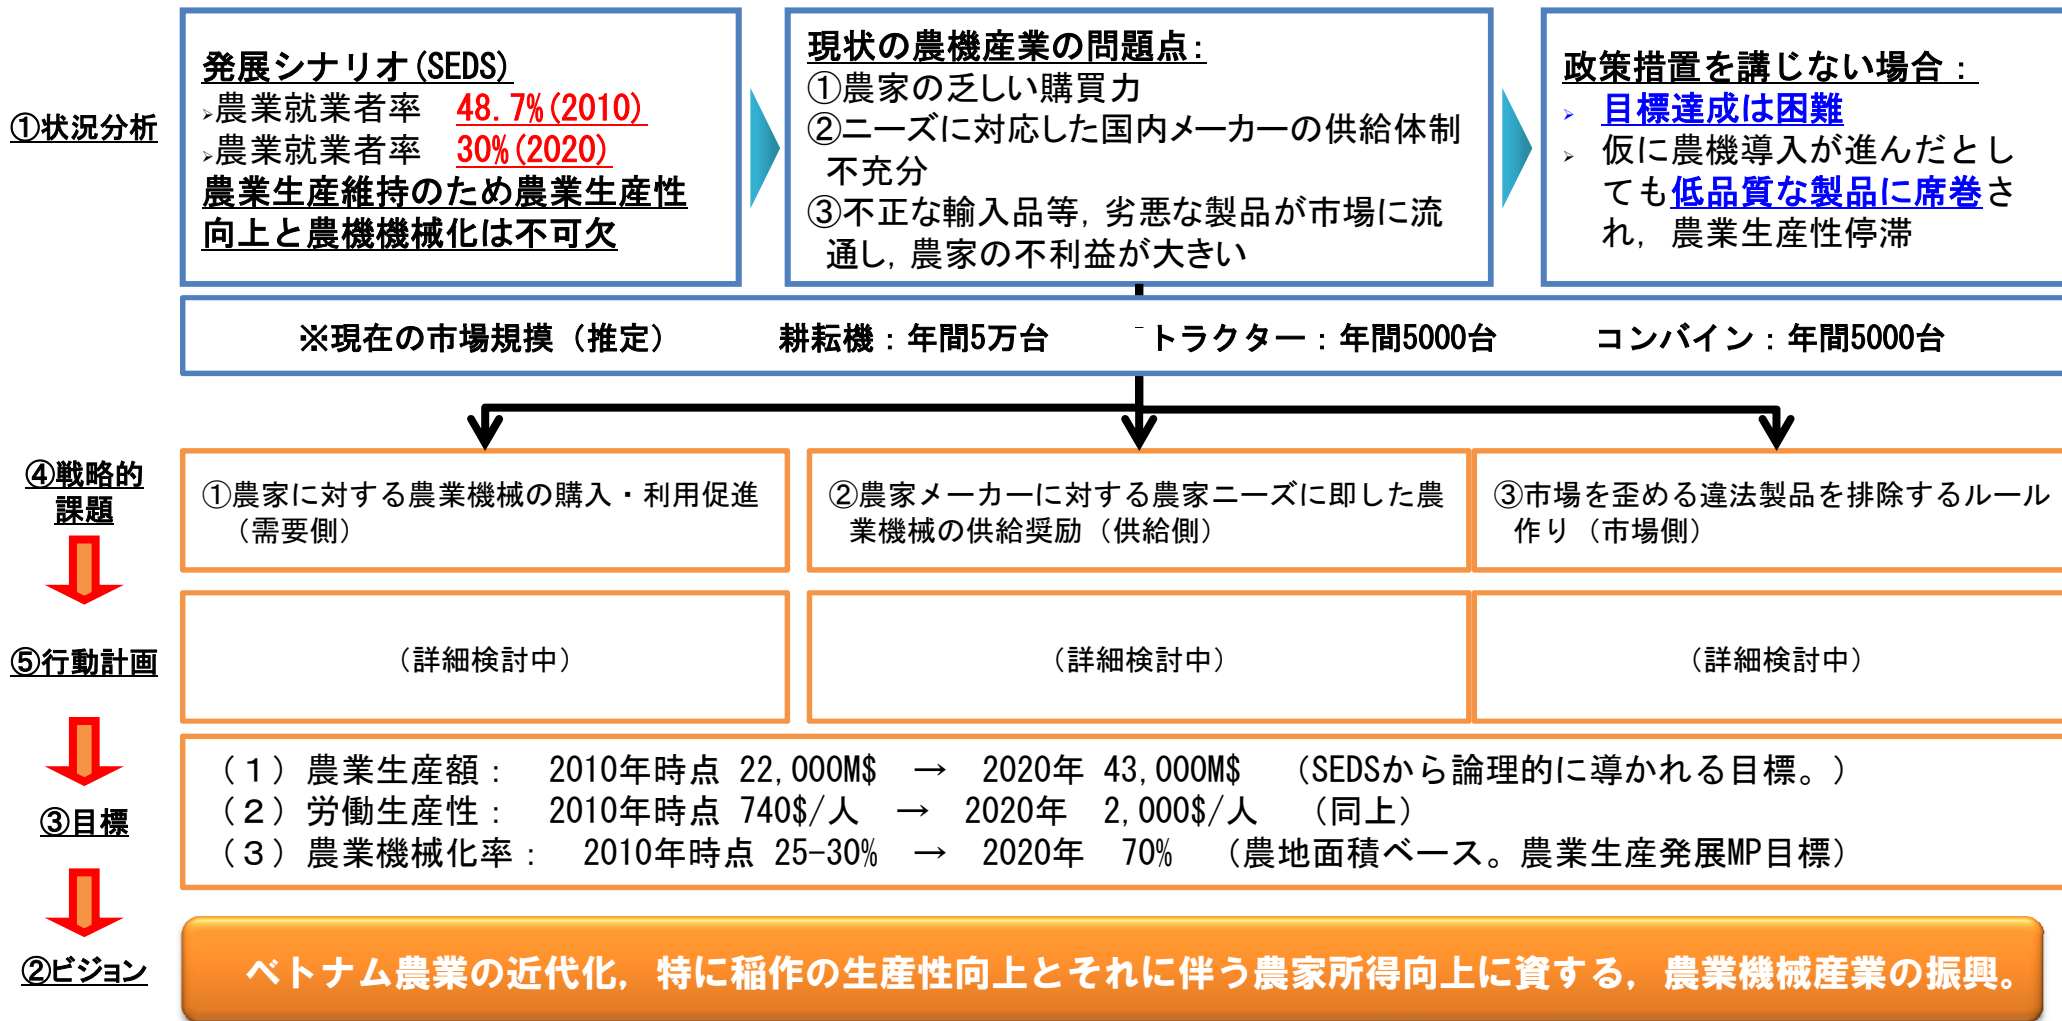 ①状況分析
発展シナリオ(SEDS)
➢農業就業者率 48.7%(2010)
➢農業就業者率 30%(2020)
農業生産維持のため農業生産性
向上と農機機械化は不可欠
現状の農機産業の問題点:
①農家の乏しい購買力
②ニーズに対応した国内メーカーの供給体制
不充分
③不正な輸入品等,劣悪な製品が市場に流
通し,農家の不利益が大きい
政策措置を講じない場合:
➢ 目標達成は困難
➢ 仮に農機導入が進んだとし
ても低品質な製品に席巻さ
れ,農業生産性停滞
※現在の市場規摸(推定) 耕耘機:年間5万台 トラクター:年間5000台 コンバイン:年間5000台
④戦略的
課題
①農家に対する農業機械の購入・利用促進
(需要側)
②農家メーカーに対する農家ニーズに即した農
業機械の供給奨励(供給側)
③市場を歪める違法製品を排除するルール
作り(市場側)
⑤行動計画
(詳細検討中)
(詳細検討中)
(詳細検討中)
③目標
(1)農業生産額: 2010年時点 22,000M$ → 2020年 43,000M$ (SEDSから論理的に導かれる目標。)
(2)労働生産性: 2010年時点 740$/人 → 2020年 2,000$/人 (同上)
(3)農業機械化率: 2010年時点 25-30% → 2020年 70% (農地面積ベース。農業生産発展MP目標)
②ビジョン
ベトナム農業の近代化,特に稲作の生産性向上とそれに伴う農家所得向上に資する,農業機械産業の振興。